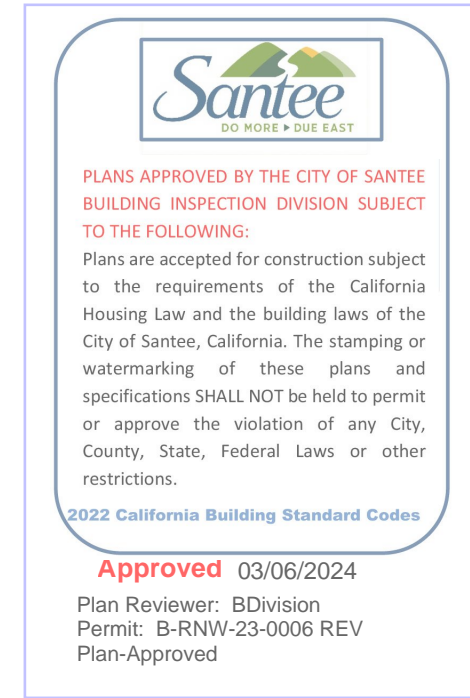 Santee
DO MORE ▸ DUE EAST
PLANS APPROVED BY THE CITY OF SANTEE
BUILDING INSPECTION DIVISION SUBJECT
TO THE FOLLOWING:
Plans are accepted for construction subject
to the requirements of the California
Housing Law and the building laws of the
City of Santee, California. The stamping or
watermarking of these plans and
specifications SHALL NOT be held to permit
or approve the violation of any City,
County, State, Federal Laws or other
restrictions.
2022 California Building Standard Codes
Approved 03/06/2024
Plan Reviewer: BDivision
Permit: B-RNW-23-0006 REV
Plan-Approved